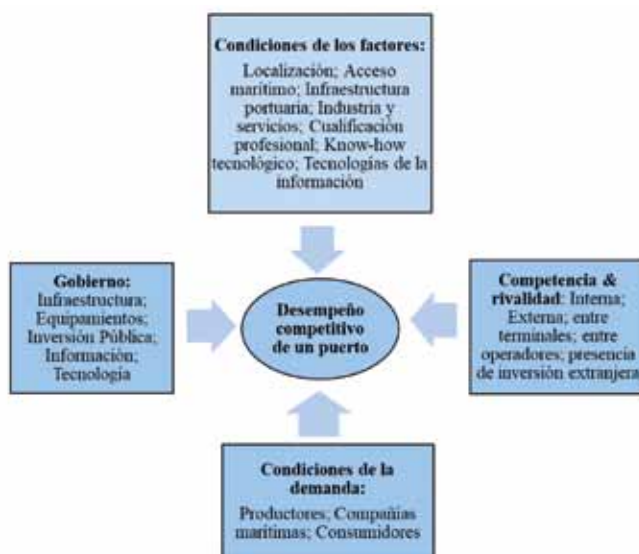 Condiciones de los factores:
Localización; Acceso
marítimo; Infraestructura
portuaria; Industria y
servicios; Cualificación
profesional; Know-how
tecnológico; Tecnologías de la
información
Gobierno:
Infraestructura;
Equipamientos;
Inversión Pública;
Información;
Tecnología
Desempeño
competitivo
de un puerto
Competencia &
rivalidad: Interna;
Externa; entre
terminales; entre
operadores; presencia
de inversión extranjera
Condiciones de la
demanda:
Productores; Compañías
marítimas; Consumidores